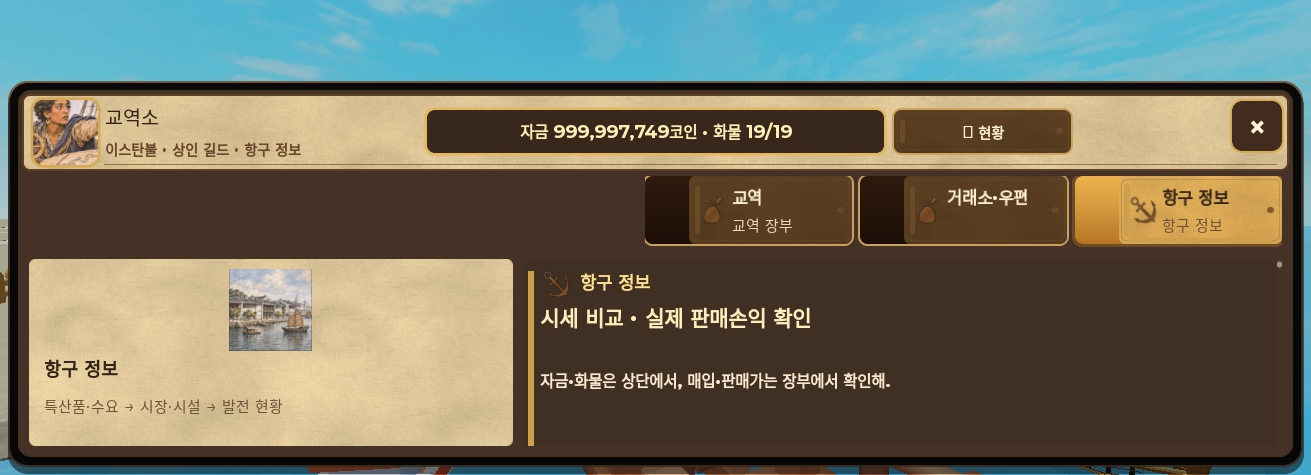 교역소
이스탄불 · 상인 길드 · 항구 정보
자금 999,997,749코인 • 화물 19/19
현황
×
교역
교역 장부
거래소•우편
항구 정보
항구 정보
항구 정보
특산품·수요 → 시장·시설 → 발전 현황
항구 정보
시세 비교 • 실제 판매손익 확인
자금•화물은 상단에서, 매입•판매가는 장부에서 확인해.